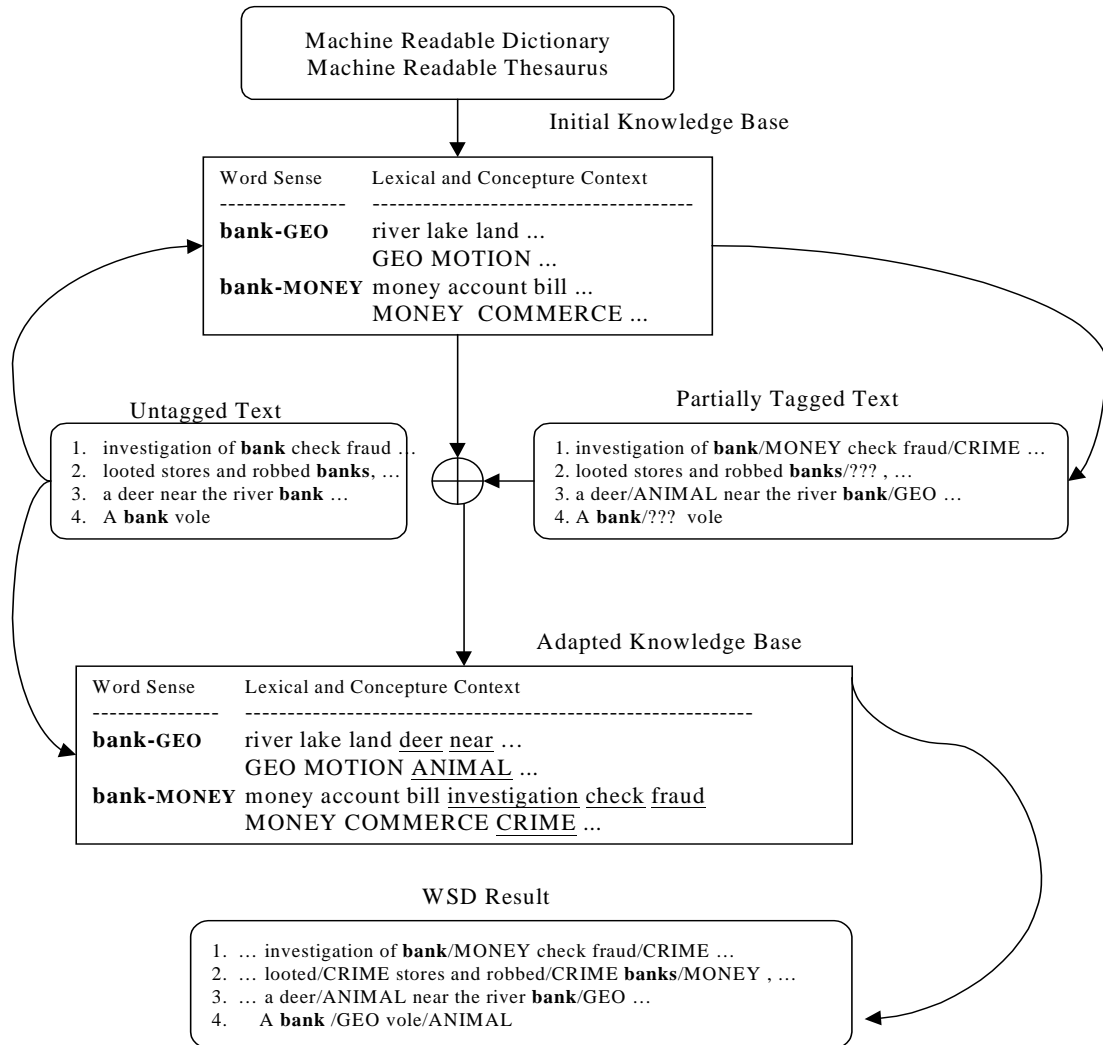 Machine Readable Dictionary
Machine Readable Thesaurus
Initial Knowledge Base
Word Sense Lexical and Concepture Context
--------------- --------------------------------------
bank-GEO river lake land ...
GEO MOTION ...
bank-MONEY money account bill ...
MONEY COMMERCE ...
Untagged Text
1. investigation of bank check fraud …
2. looted stores and robbed banks, …
3. a deer near the river bank …
4. A bank vole
Partially Tagged Text
1. investigation of bank/MONEY check fraud/CRIME …
2. looted stores and robbed banks/??? , …
3. a deer/ANIMAL near the river bank/GEO …
4. A bank/??? vole
Adapted Knowledge Base
Word Sense Lexical and Concepture Context
--------------- ------------------------------------------------------------
bank-GEO river lake land deer near …
GEO MOTION ANIMAL ...
bank-MONEY money account bill investigation check fraud
MONEY COMMERCE CRIME ...
WSD Result
1. … investigation of bank/MONEY check fraud/CRIME …
2. … looted/CRIME stores and robbed/CRIME banks/MONEY , …
3. … a deer/ANIMAL near the river bank/GEO …
4. A bank /GEO vole/ANIMAL